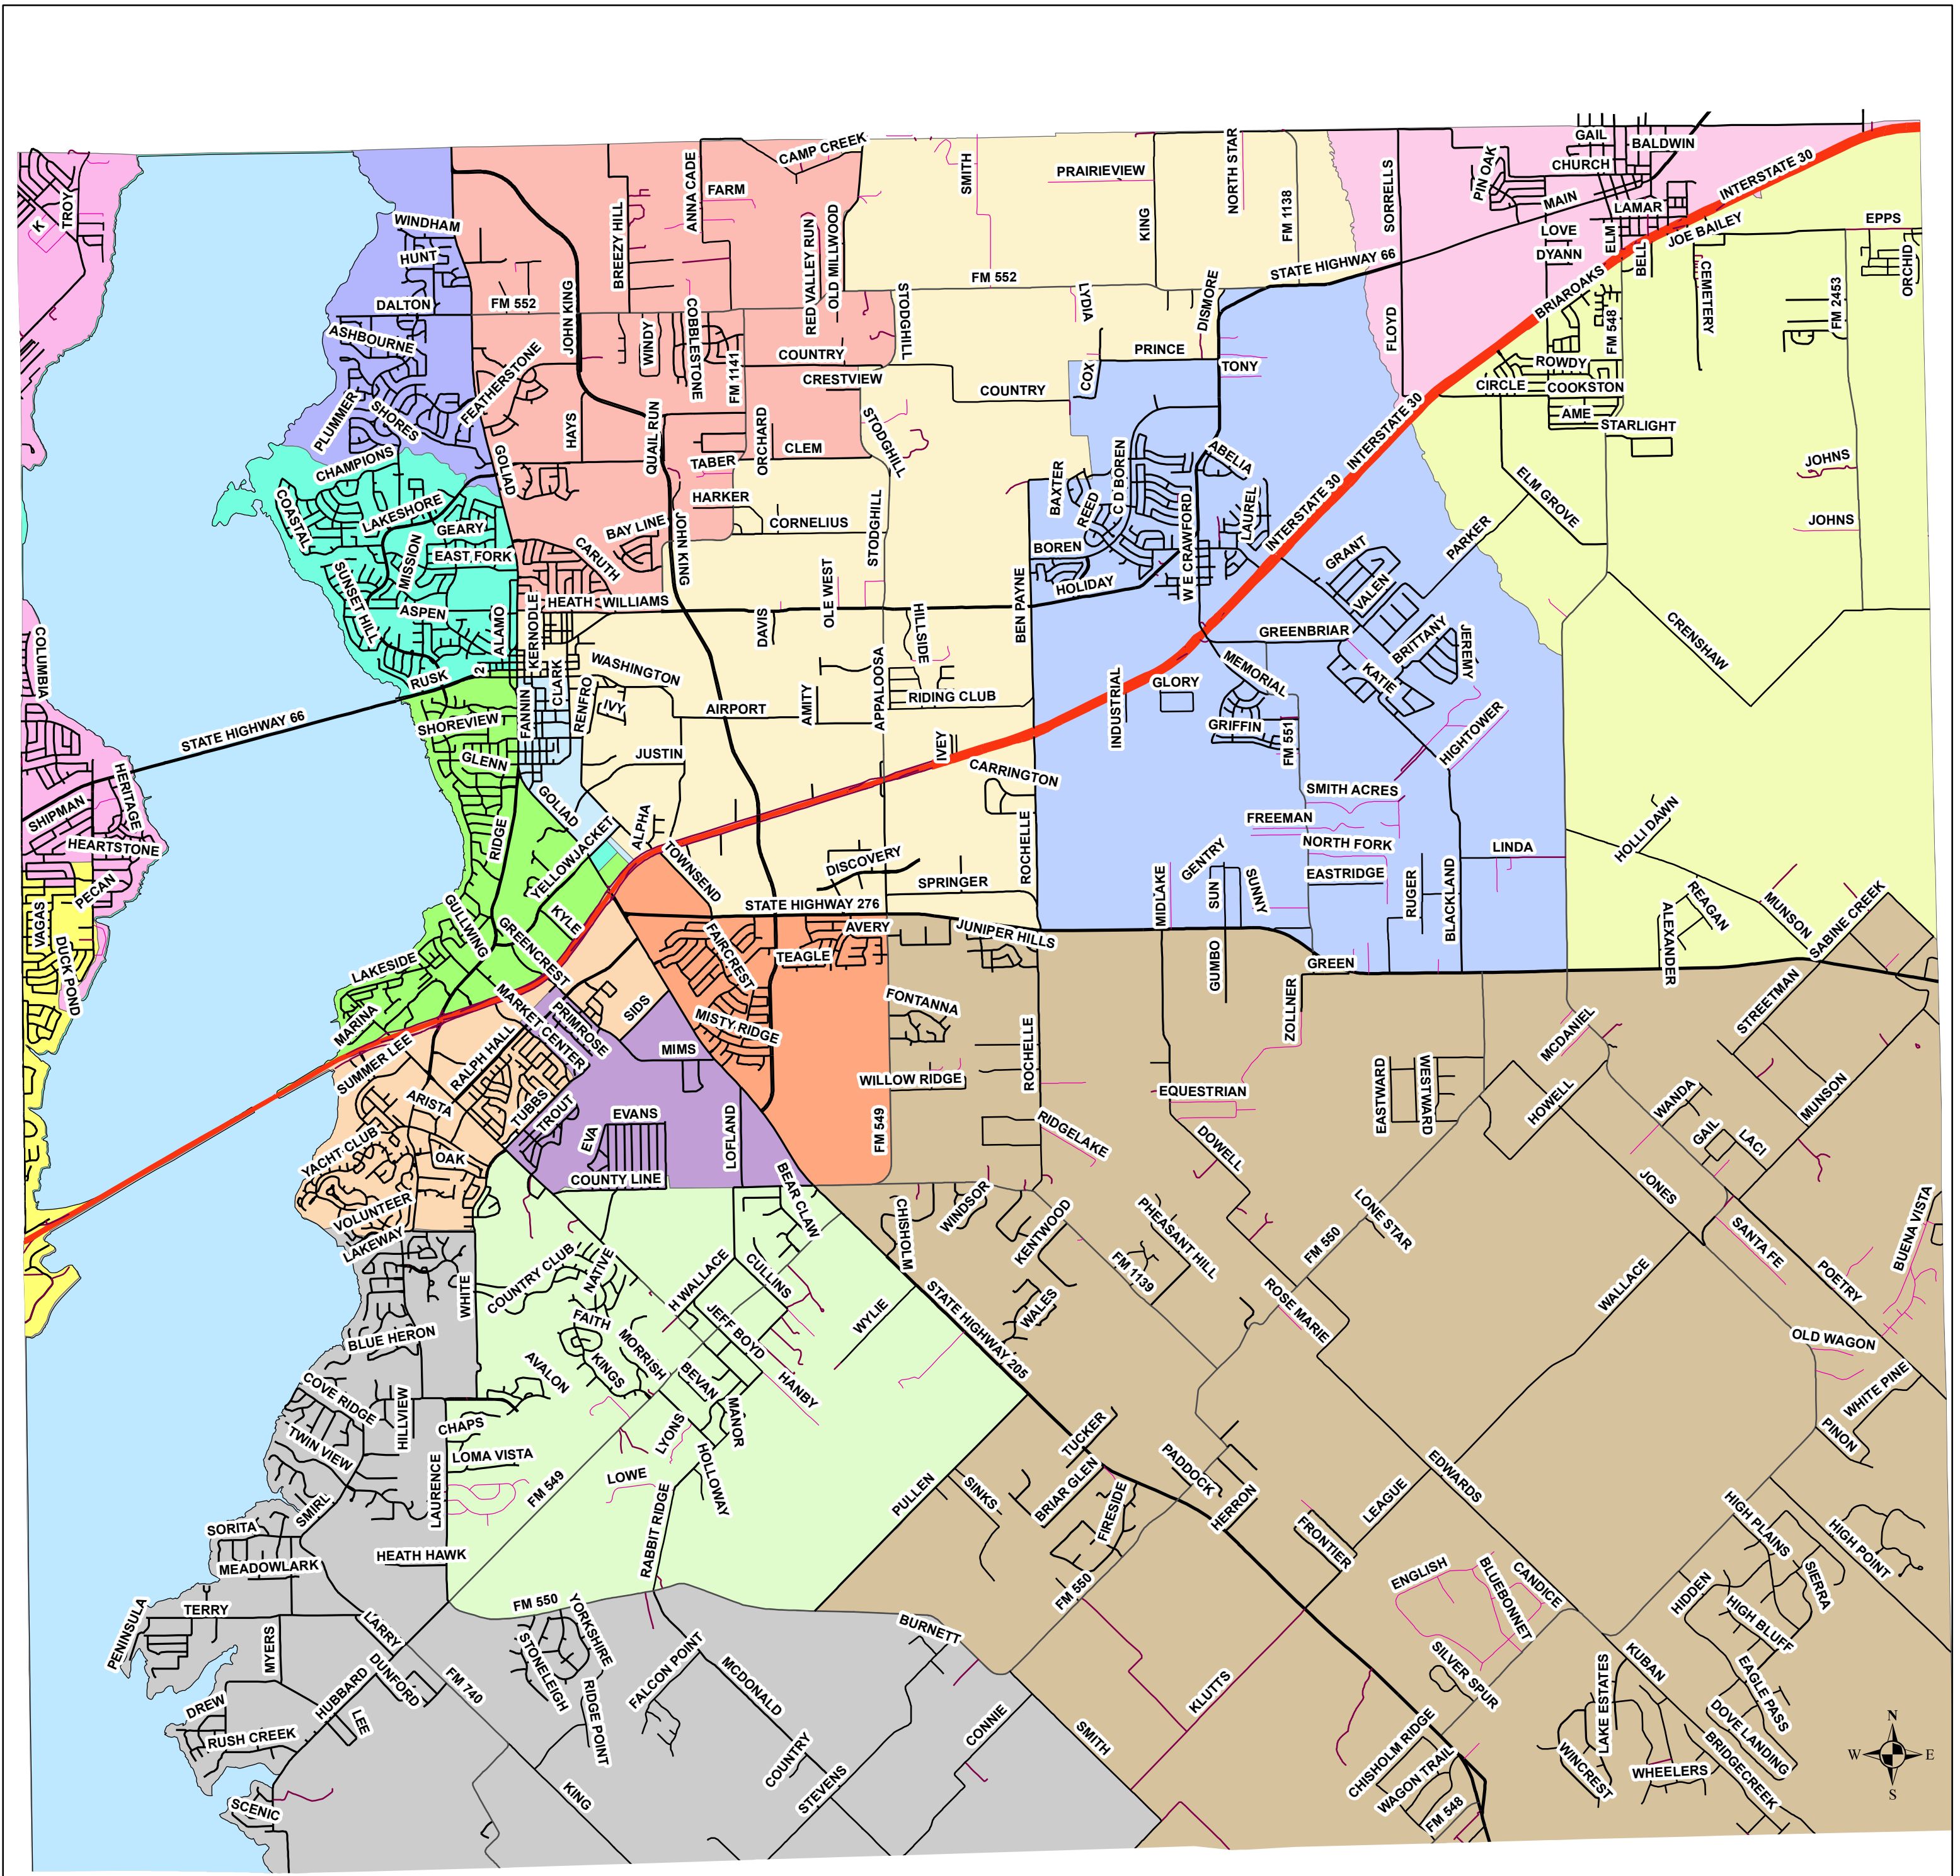 GAIL
BALDWIN
CHURCH
CAMP CREEK
SMITH
PRAIRIEVIEW
NORTH STAR
FM 1138
SORRELLS
PIN OAK
MAIN
LAMAR
INTERSTATE 30
JOE BAILEY
EPPS
TROY
K
WINDHAM
HUNT
BREEZY HILL
ANNA CADE
FARM
RED VALLEY RUN
OLD MILLWOOD
KING
LOVE
DYANN
ELM
BELL
CEMETERY
ORCHID
DALTON
FM 552
JOHN KING
STODGHILL
FM 552
LYDIA
DISMORE
STATE HIGHWAY 66
BRIAROAKS
FM 548
FM 2453
ASHBOURNE
FEATHERSTONE
WINDY
COBBLESTONE
FM 1141
COUNTRY
CRESTVIEW
COUNTRY
COX
PRINCE
TONY
FLOYD
ROWDY
CIRCLE
COOKSTON
AME
STARLIGHT
PLUMMER
SHORES
HAYS
QUAIL RUN
ORCHARD
TABER
CLEM
STODGHILL
INTERSTATE 30
CHAMPIONS
GOLIAD
COASTAL
LAKESHORE
GEARY
EAST FORK
MISSION
HARKER
CORNELIUS
BAY LINE
CARUTH
JOHN KING
STODGHILL
BAXTER
REED
C D BOREN
ABELIA
LAUREL
INTERSTATE 30
W E CRAWFORD
BOREN
HOLIDAY
BEN PAYNE
GRANT
VALEN
PARKER
ELM GROVE
JOHNS
JOHNS
SUNSET HILL
ASPEN
ALAMO
KERNODLE
HEATH
WILLIAMS
DAVIS
OLE WEST
HILLSIDE
GREENBRIAR
BRITTANY
JEREMY
KATIE
CRENSHAW
COLUMBIA
RUSK
2
CLARK
WASHINGTON
RENFRO
IVY
AIRPORT
AMITY
APPALOOSA
RIDING CLUB
INDUSTRIAL
MEMORIAL
GLORY
GRIFFIN
FM 551
HIGHTOWER
STATE HIGHWAY 66
SHOREVIEW
FANNIN
GLENN
JUSTIN
IVEY
CARRINGTON
HERITAGE
SHIPMAN
HEARTSTONE
PECAN
GOLIAD
RIDGE
YELLOWJACKET
ALPHA
TOWNSEND
DISCOVERY
SPRINGER
ROCHELLE
SMITH ACRES
FREEMAN
NORTH FORK
EASTRIDGE
MIDLAKE
GENTRY
SUN
SUNNY
RUGER
BLACKLAND
LINDA
HOLLI DAWN
ALEXANDER
REAGAN
MUNSON
SABINE CREEK
VAGAS
DUCK POND
GULLWING
KYLE
GREENCREST
STATE HIGHWAY 276
AVERY
JUNIPER HILLS
FAIRCREST
TEAGLE
GUMBO
GREEN
LAKESIDE
MARINA
MARKET CENTER
PRIMROSE
SIDS
MISTY RIDGE
FONTANNA
ROCHELLE
ZOLLNER
STREETMAN
SUMMER LEE
RALPH HALL
MIMS
WILLOW RIDGE
EQUESTRIAN
EASTWARD
WESTWARD
MCDANIEL
HOWELL
WANDA
GAIL
LACI
MUNSON
ARISTA
TUBBS
TROUT
EVANS
EVA
LOFLAND
FM 549
RIDGELAKE
DOWELL
YACHT CLUB
OAK
COUNTY LINE
BEAR CLAW
VOLUNTEER
LAKEWAY
CHISHOLM
WINDSOR
KENTWOOD
FM 1139
PHEASANT HILL
LONE STAR
FM 550
JONES
SANTA FE
POETRY
BUENA VISTA
WHITE
COUNTRY CLUB
NATIVE
H WALLACE
CULLINS
WYLIE
STATE HIGHWAY 205
WALES
ROSE MARIE
WALLACE
OLD WAGON
BLUE HERON
FAITH
MORRISH
JEFF BOYD
KINGS
BEVAN
HANBY
AVALON
WHITE PINE
PINON
COVE RIDGE
HILLVIEW
CHAPS
TWIN VIEW
LOMA VISTA
LAURENCE
LYONS
MANOR
HOLLOWAY
LOWE
FM 549
PULLEN
SINKS
TUCKER
BRIAR GLEN
FIRESIDE
PADDOCK
HERRON
EDWARDS
LEAGUE
FRONTIER
HIGH PLAINS
HIGH POINT
SMIRL
SORITA
MEADOWLARK
HEATH HAWK
RABBIT RIDGE
FM 550
ENGLISH
BLUEBONNET
CANDICE
HIDDEN
SIERRA
HIGH BLUFF
PENINSULA
TERRY
MYERS
LARRY
FM 550
YORKSHIRE
STONELEIGH
BURNETT
DUNFORD
HUBBARD
FM 740
RIDGE POINT
FALCON POINT
MCDONALD
SILVER SPUR
KUBAN
LAKE ESTATES
EAGLE PASS
DOVE LANDING
DREW
RUSH CREEK
LEE
SCENIC
KING
COUNTRY
STEVENS
CONNIE
SMITH
KLUTTS
CHISHOLM RIDGE
WAGON TRAIL
FM 548
WINCREST
WHEELERS
BRIDGECREEK
N
W
E
S